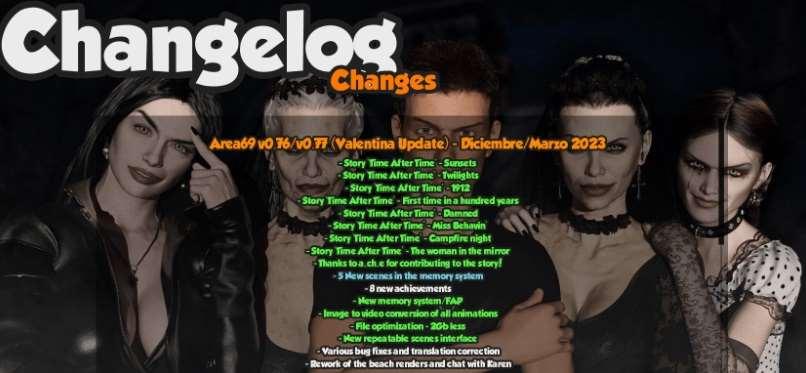 Changelog
Changes
Area69 v0 76/v0 77 (Valentina Update) - Diciembre/Marzo 2023
- Story Time After Time - Sunsets
- Story Time After Time - Twilights
- Story Time After Time - 1912
- Story Time After Time - First time in a hundred years
- Story Time After Time - Damned
- Story Time After Time - Miss Behavin'
- Story Time After Time - Campfire night
- Story Time After Time - The woman in the mirror
- Thanks to a.ch.e for contributing to the story!
- 5 New scenes in the memory system
- 8 new achievements
- New memory system/FAP
- Image to video conversion of all animations
- File optimization - 2Gb less
- New repeatable scenes interface
- Various bug fixes and translation correction
- Rework of the beach renders and chat with Karen